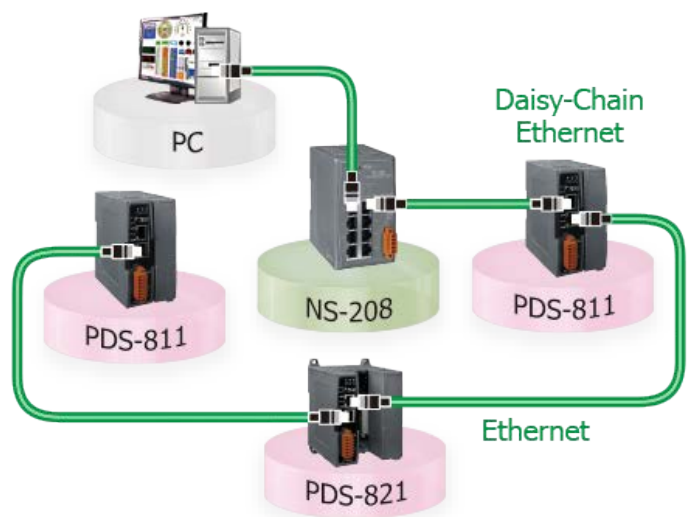 PC
Daisy-Chain
Ethernet
PDS-811
NS-208
PDS-811
Ethernet
PDS-821